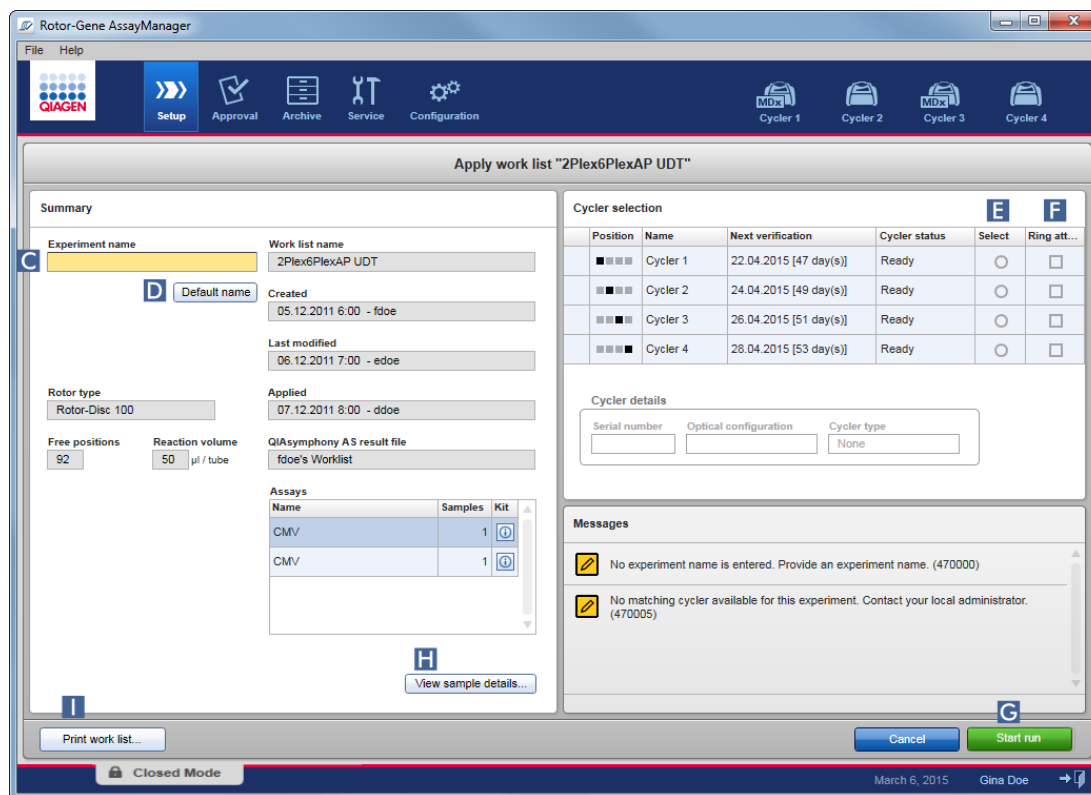 Rotor-Gene AssayManager
File Help
QIAGEN
Setup Approval Archive Service Configuration
MDx Cycler 1 Cycler 2 MDx Cycler 3 Cycler 4
Apply work list "2Plex6PlexAP UDT"
Summary
Experiment name Work list name
C 2Plex6PlexAP UDT
D Default name Created
05.12.2011 6:00 - fdoe
Last modified
06.12.2011 7:00 - edoe
Rotor type Applied
Rotor-Disc 100 07.12.2011 8:00 - ddoe
Free positions Reaction volume QIAsymphony AS result file
92 50 µl / tube fdoe's Worklist
Assays
Name Samples Kit
CMV 1
CMV 1
H
View sample details...
Cycler selection E F
Position Name Next verification Cycler status Select Ring att...
Cycler 1 22.04.2015 [47 day(s)] Ready
Cycler 2 24.04.2015 [49 day(s)] Ready
Cycler 3 26.04.2015 [51 day(s)] Ready
Cycler 4 28.04.2015 [53 day(s)] Ready
Cycler details
Serial number Optical configuration Cycler type
None
Messages
No experiment name is entered. Provide an experiment name. (470000)
No matching cycler available for this experiment. Contact your local administrator.
(470005)
I G
Print work list... Cancel Start run
Closed Mode March 6, 2015 Gina Doe